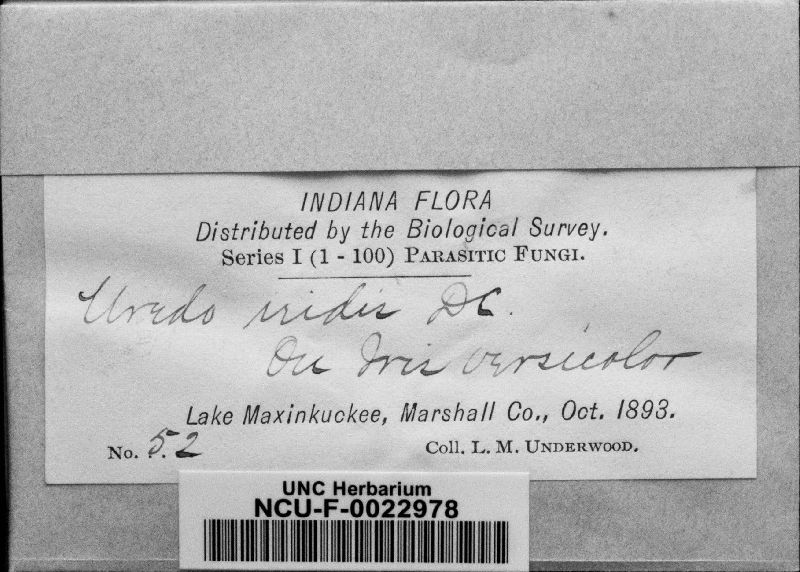 INDIANA FLORA
Distributed by the Biological Survey.
Series I (1 - 100) PARASITIC FUNGI.
Uredo iridis DC.
On Iris versicolor
Lake Maxinkuckee, Marshall Co., Oct. 1893.
No. 52
Coll. L. M. UNDERWOOD.
UNC Herbarium
NCU-F-0022978